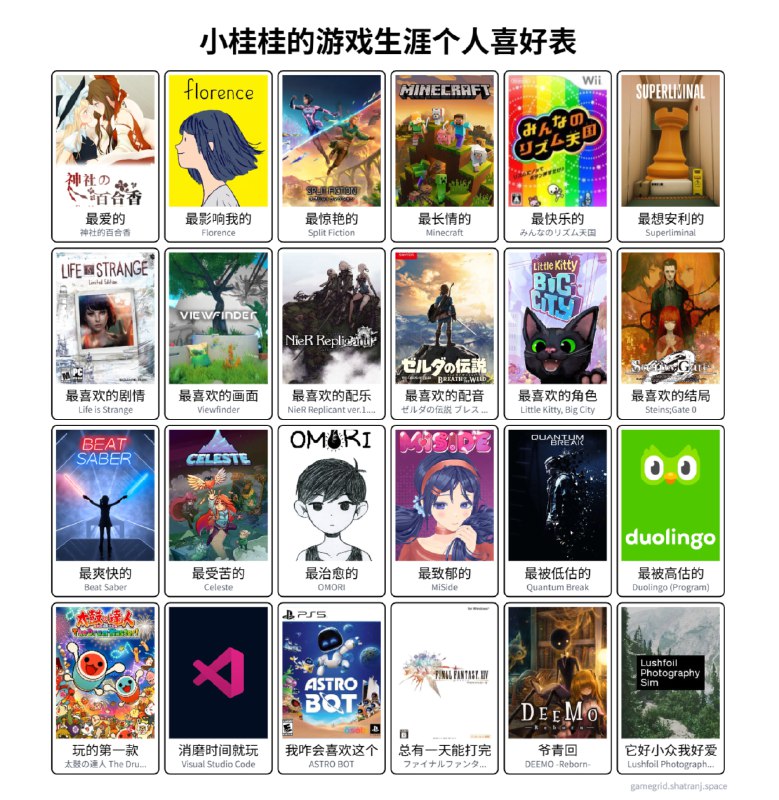 小桂桂的游戏生涯个人喜好表
神社の
百合香
最爱的
神社的百合香
florence
最影响我的
Florence
SPLIT FICTION
最惊艳的
Split Fiction
MINECRAFT
最长情的
Minecraft
Wii
みんなの
リズム天国
最快乐的
みんなのリズム天国
SUPERLIMINAL
最想安利的
Superliminal
LIFE IS STRANGE
Limited Edition
PC
最喜欢的剧情
Life is Strange
VIEWFINDER
最喜欢的画面
Viewfinder
NieR Replicant
最喜欢的配乐
NieR Replicant ver.1....
ゼルダの伝説
BREATH OF THE WILD
最喜欢的配音
ゼルダの伝説 ブレス ...
Little Kitty
BIG
CITY
最喜欢的角色
Little Kitty, Big City
Steins;Gate
最喜欢的结局
Steins;Gate 0
BEAT
SABER
最爽快的
Beat Saber
CELESTE
最受苦的
Celeste
OMORI
最治愈的
OMORI
MiSIDE
最致郁的
MiSide
QUANTUM
BREAK
最被低估的
Quantum Break
duolingo
最被高估的
Duolingo (Program)
太鼓の達人
玩的第一款
太鼓の達人 The Dru...
消磨时间就玩
Visual Studio Code
PS5
ASTRO
BOT
我咋会喜欢这个
ASTRO BOT
for Windows
FINAL FANTASY XIV
总有一天能打完
ファイナルファンタ...
DEEMO
-Reborn-
爷青回
DEEMO -Reborn-
Lushfoil
Photography
Sim
它好小众我好爱
Lushfoil Photograph...
gamegrid.shatranj.space